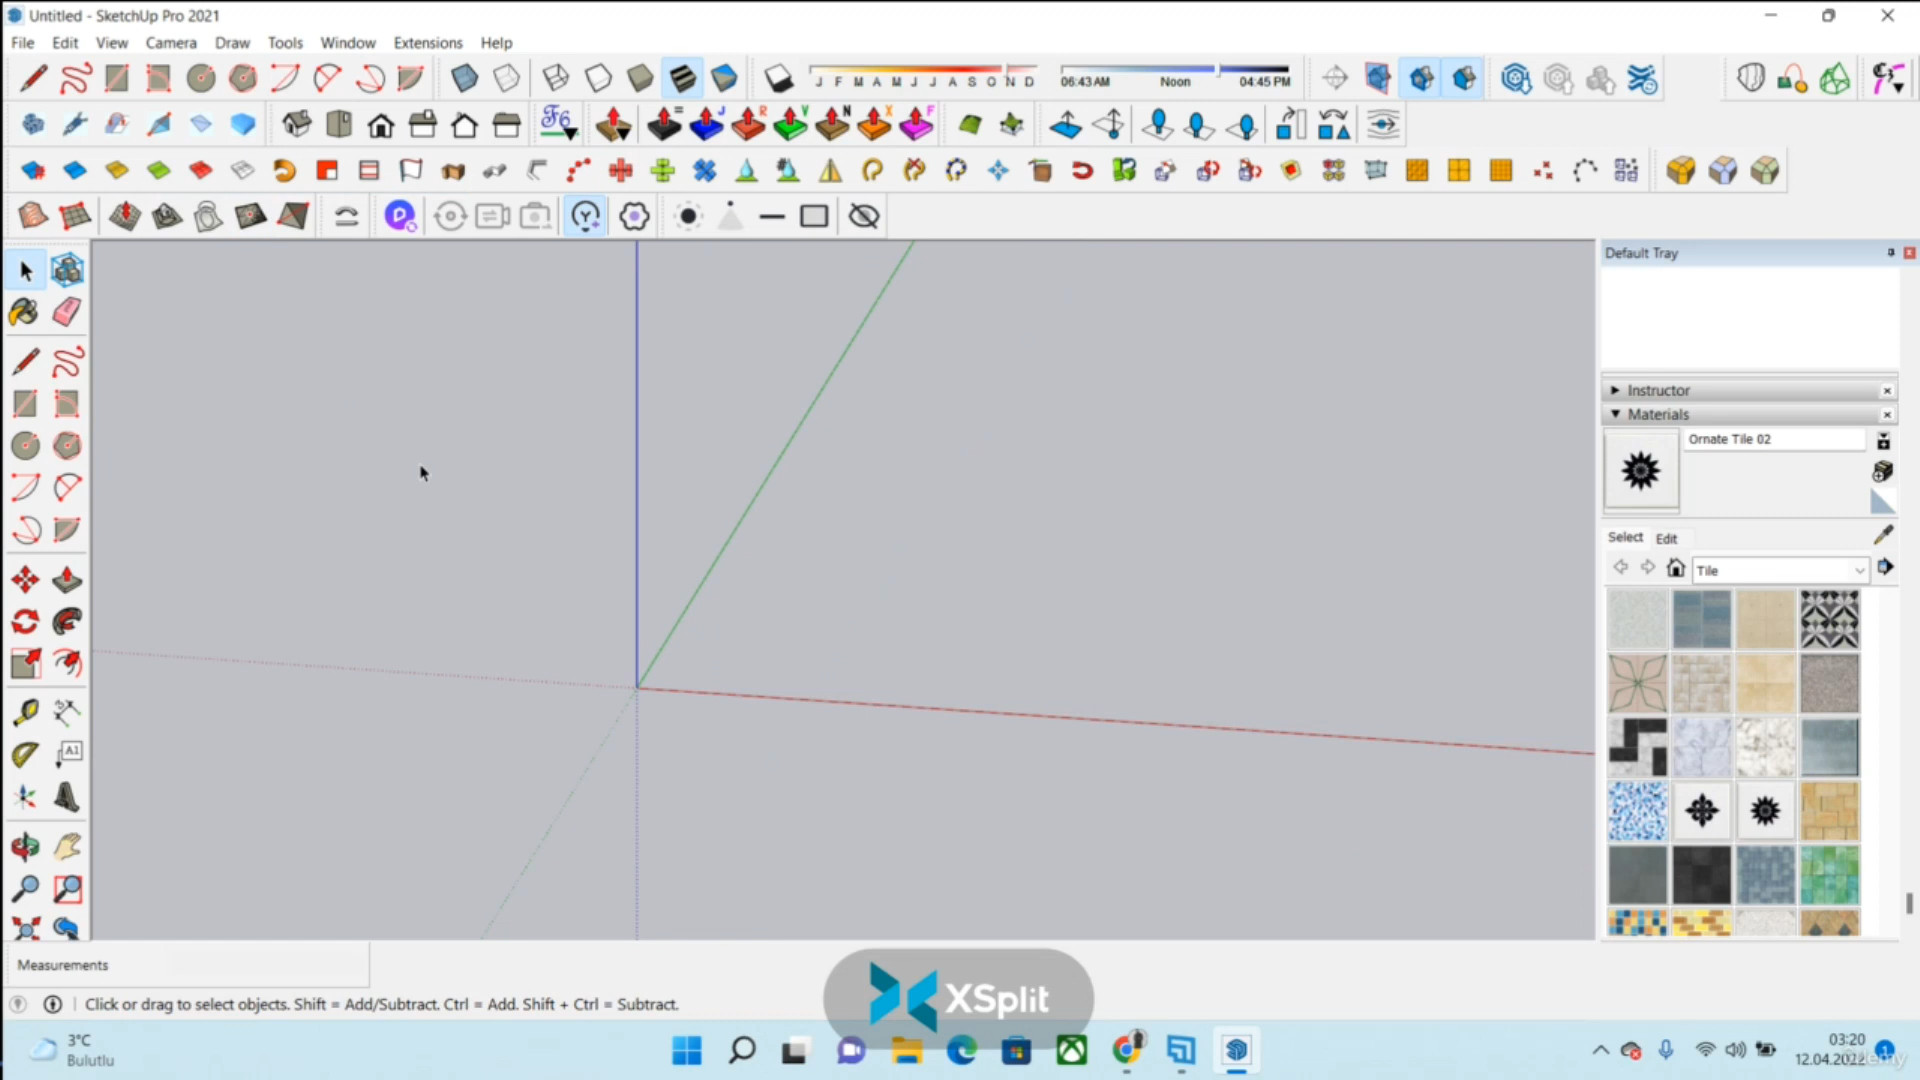 Untitled - SketchUp Pro 2021
File Edit View Camera Draw Tools Window Extensions Help
J F M A M J J A S O N D 06:43 AM Noon 04:45 PM
F6 = J R V N X F
Default Tray
Instructor
Materials
Ornate Tile 02
Select Edit
Tile
A1
Measurements
Click or drag to select objects. Shift = Add/Subtract. Ctrl = Add. Shift + Ctrl = Subtract.
XSplit
3°C
Bulutlu
03:20
12.04.2022